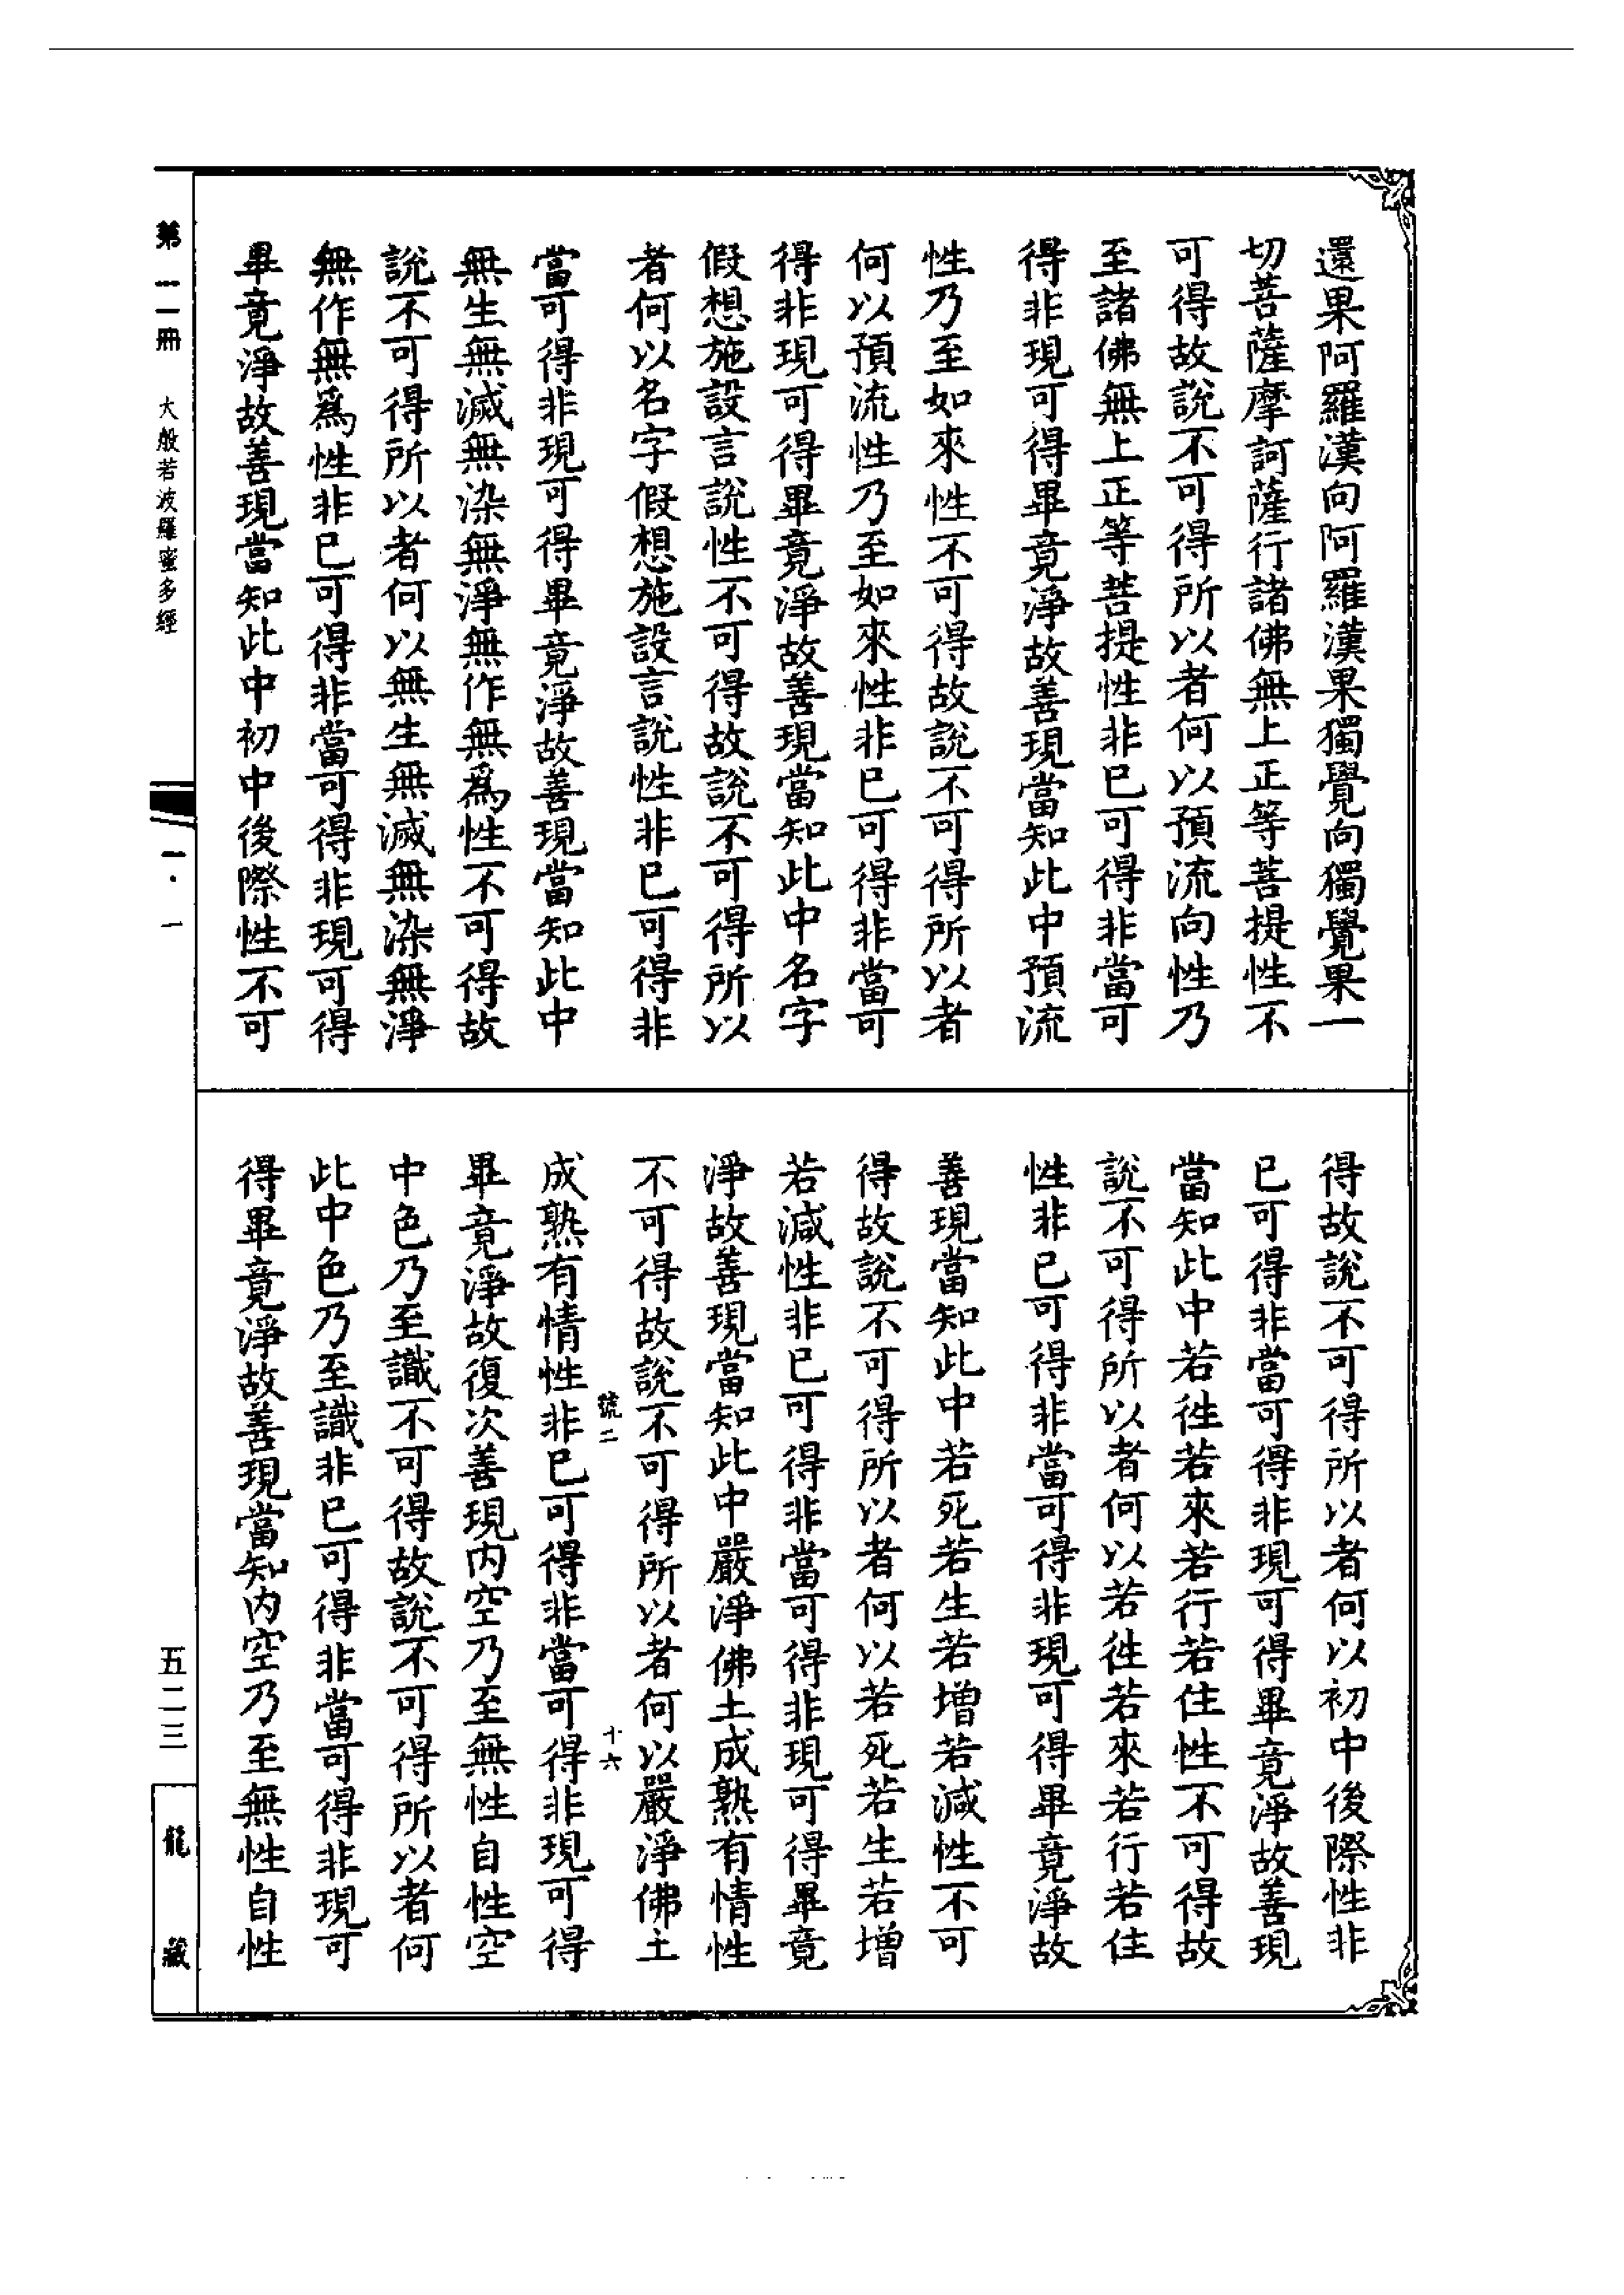 還果阿羅漢向阿羅漢果獨覺向獨覺果一
切菩薩摩訶薩行諸佛無上正等菩提性不
可得故說不可得所以者何以預流向性乃
至諸佛無上正等菩提性非已可得非當可
得非現可得畢竟淨故善現當知此中預流
性乃至如來性不可得故說不可得所以者
何以預流性乃至如來性非已可得非當可
得非現可得畢竟淨故善現當知此中名字
假想施設言說性不可得故說不可得所以
者何以名字假想施設言說性非已可得非
當可得非現可得畢竟淨故善現當知此中
無生無滅無染無淨無作無為性不可得故
說不可得所以者何以無生無滅無染無淨
無作無為性非已可得非當可得非現可得
畢竟淨故善現當知此中初中後際性不可
得故說不可得所以者何以初中後際性非
已可得非當可得非現可得畢竟淨故善現
當知此中若徃若來若行若住性不可得故
說不可得所以者何以若徃若來若行若住
性非已可得非當可得非現可得畢竟淨故
善現當知此中若死若生若增若減性不可
得故說不可得所以者何以若死若生若增
若減性非已可得非當可得非現可得畢竟
淨故善現當知此中嚴淨佛土成熟有情性
不可得故說不可得所以者何以嚴淨佛土
號二 十六
成熟有情性非已可得非當可得非現可得
畢竟淨故復次善現內空乃至無性自性空
中色乃至識不可得故說不可得所以者何
此中色乃至識非已可得非當可得非現可
得畢竟淨故善現當知內空乃至無性自性
第一一冊 大般若波羅蜜多經
一·一
五二三
龍藏